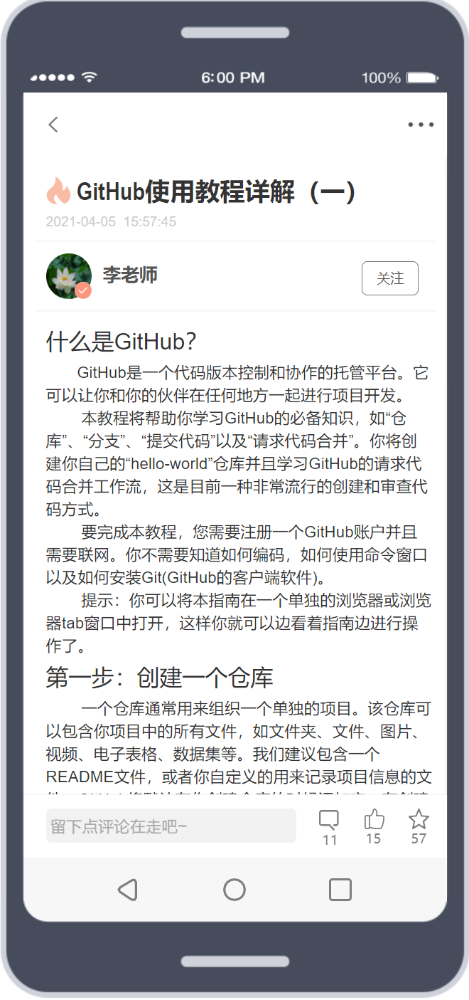 6:00 PM
100%
GitHub使用教程详解（一）
2021-04-05 15:57:45
李老师
关注
什么是GitHub？
GitHub是一个代码版本控制和协作的托管平台。它
可以让你和你的伙伴在任何地方一起进行项目开发。
本教程将帮助你学习GitHub的必备知识，如“仓
库”、“分支”、“提交代码”以及“请求代码合并”。你将创
建你自己的“hello-world”仓库并且学习GitHub的请求代
码合并工作流，这是目前一种非常流行的创建和审查代
码方式。
要完成本教程，您需要注册一个GitHub账户并且
需要联网。你不需要知道如何编码，如何使用命令窗口
以及如何安装Git(GitHub的客户端软件)。
提示：你可以将本指南在一个单独的浏览器或浏览
器tab窗口中打开，这样你就可以边看着指南边进行操
作了。
第一步：创建一个仓库
一个仓库通常用来组织一个单独的项目。该仓库可
以包含你项目中的所有文件，如文件夹、文件、图片、
视频、电子表格、数据集等。我们建议包含一个
README文件，或者你自定义的用来记录项目信息的文
留下点评论在走吧~
11
15
57